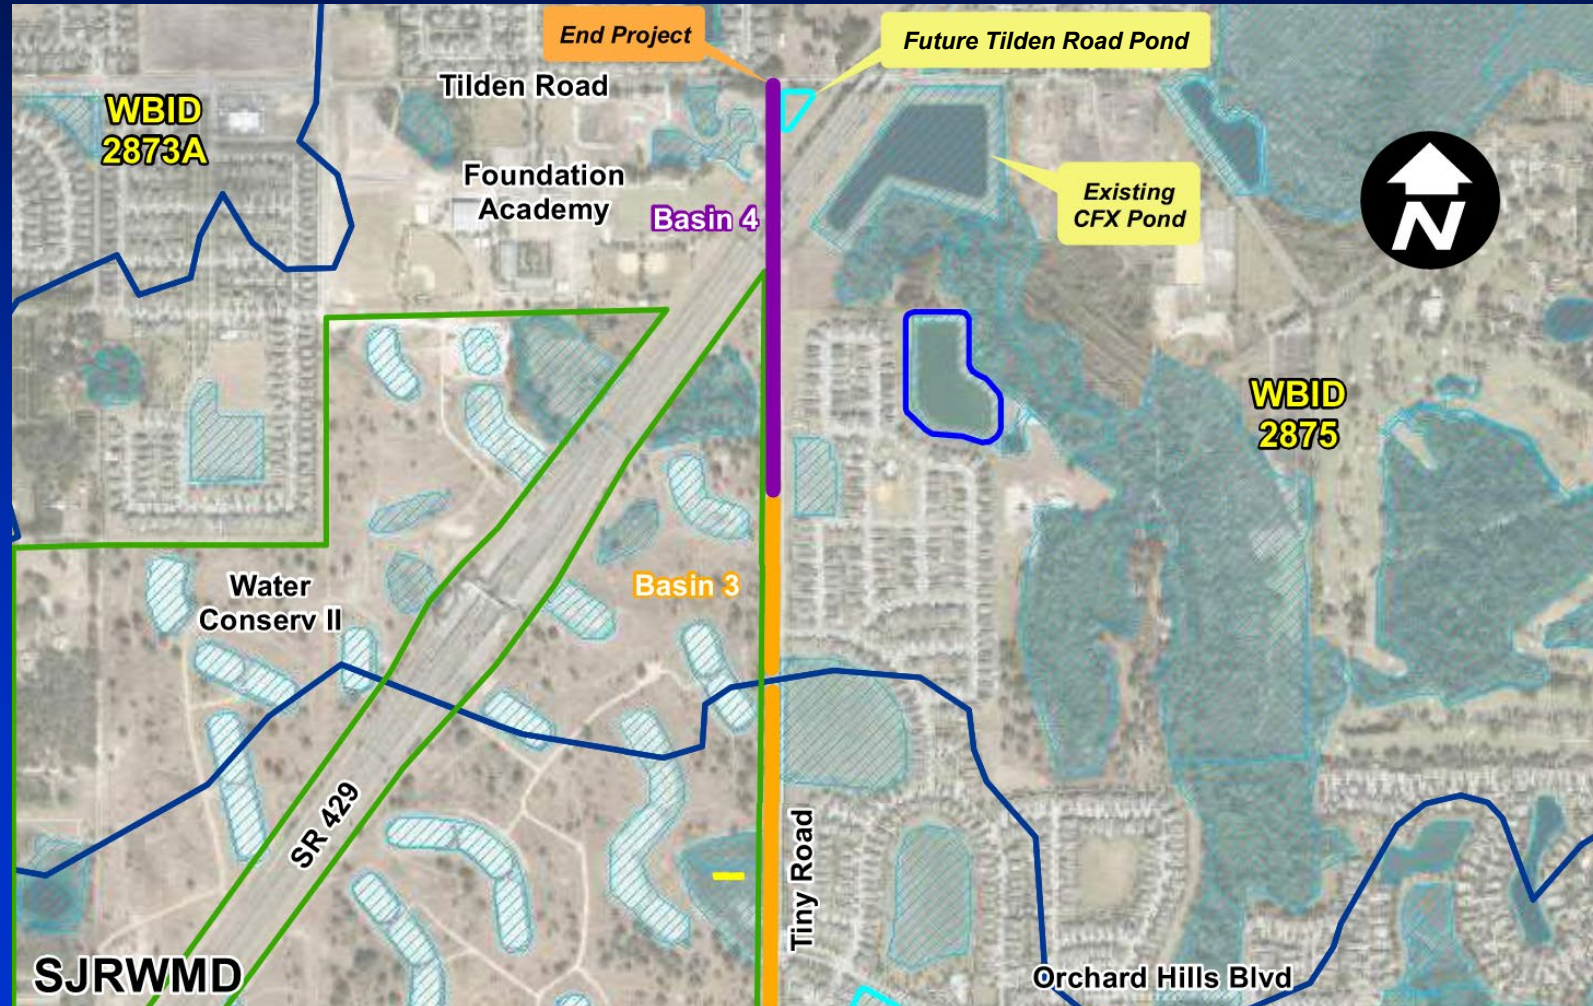 End Project
Future Tilden Road Pond
Tilden Road
WBID
2873A
Foundation
Academy
Basin 4
Existing
CFX Pond
N
WBID
2875
Water
Conserv II
Basin 3
SR 429
Tiny Road
SJRWMD
Orchard Hills Blvd